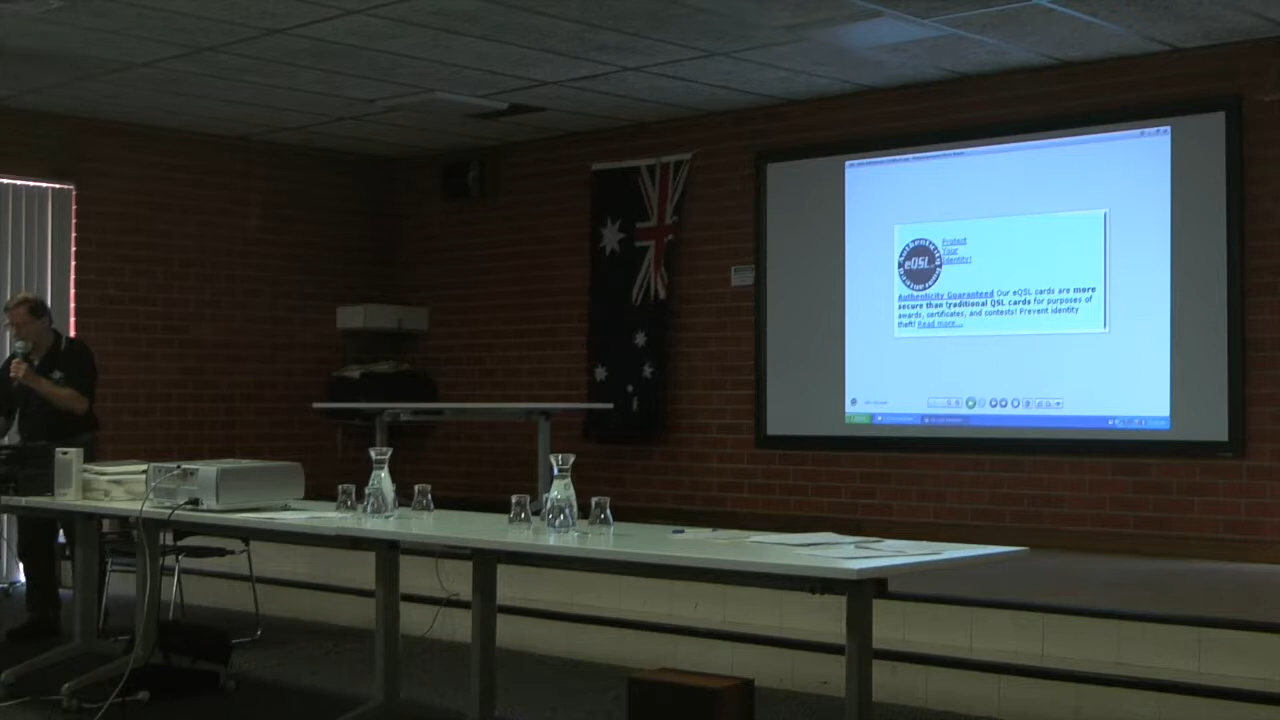 Authenticity
eQSL
Guaranteed
Protect
Your
Identity!
Authenticity Guaranteed Our eQSL cards are more
secure than traditional QSL cards for purposes of
awards, certificates, and contests! Prevent identity
theft! Read more...